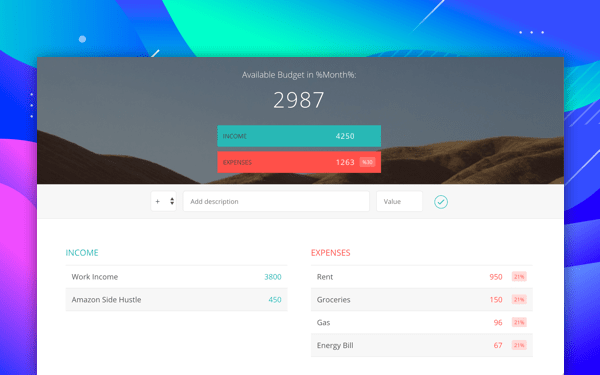 Available Budget in %Month%:
2987
INCOME 4250
EXPENSES 1263
+ Add description Value
INCOME
Work Income 3800
Amazon Side Hustle 450
EXPENSES
Rent 950 21%
Groceries 150 21%
Gas 96 21%
Energy Bill 67 21%